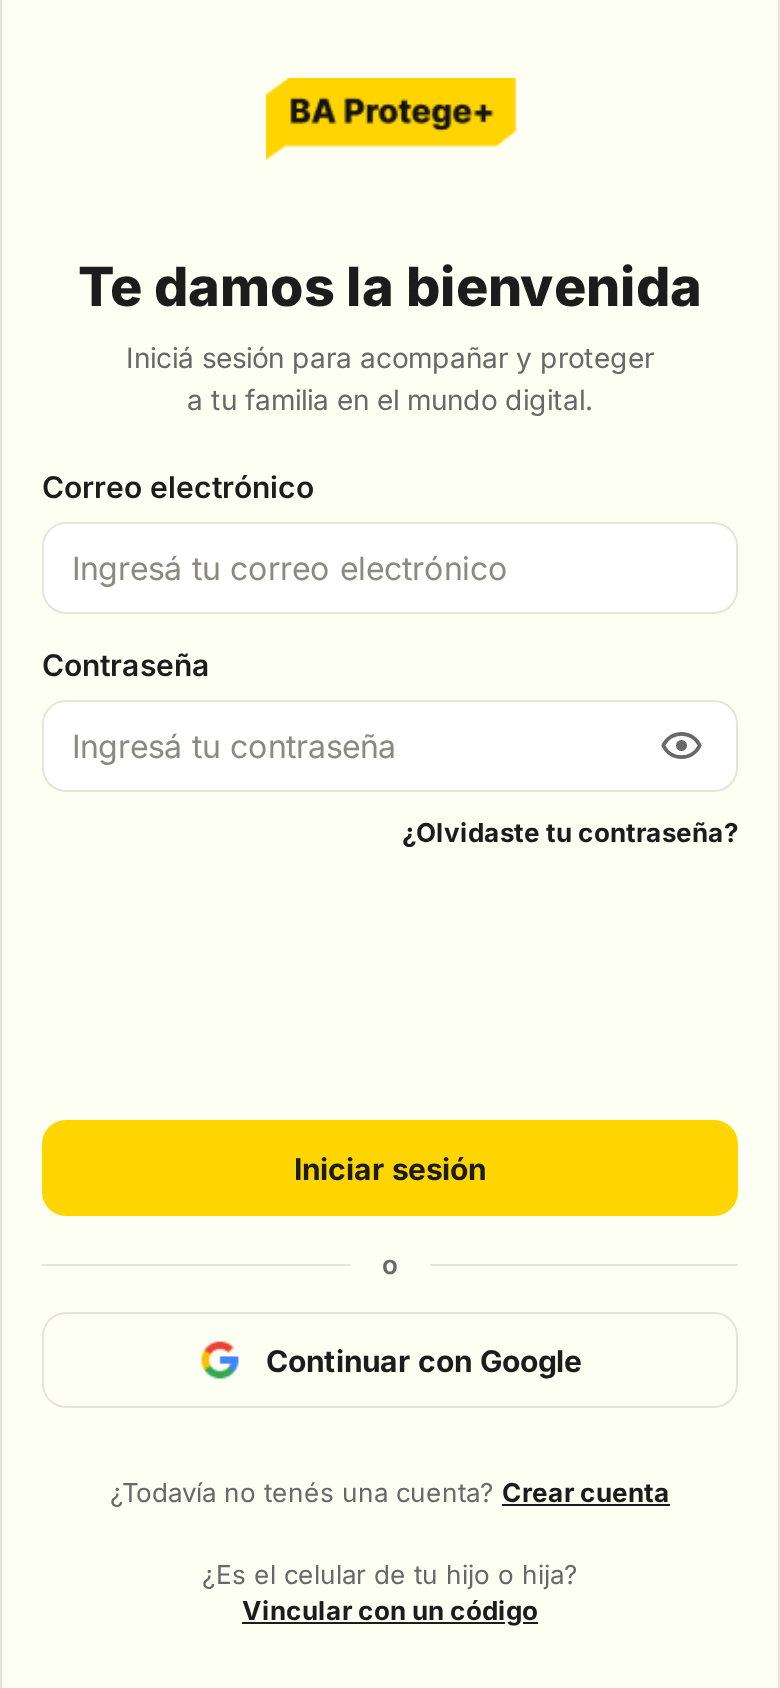 BA Protege+
Te damos la bienvenida
Iniciá sesión para acompañar y proteger
a tu familia en el mundo digital.
Correo electrónico
Ingresá tu correo electrónico
Contraseña
Ingresá tu contraseña
¿Olvidaste tu contraseña?
Iniciar sesión
o
Continuar con Google
¿Todavía no tenés una cuenta? Crear cuenta
¿Es el celular de tu hijo o hija?
Vincular con un código